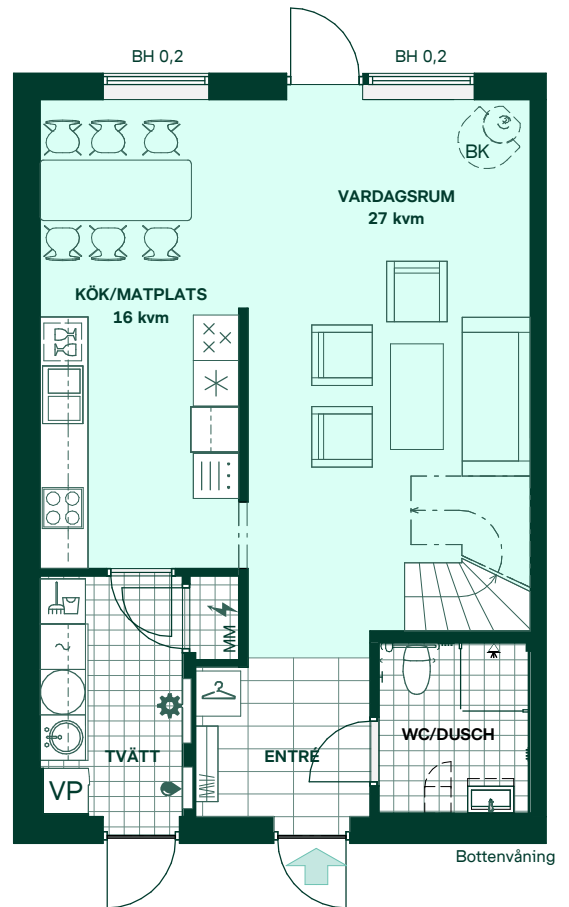 BH 0,2
BH 0,2
BK
VARDAGSRUM
27 kvm
KÖK/MATPLATS
16 kvm
MM
WC/DUSCH
TVÄTT
ENTRÉ
VP
Bottenvåning